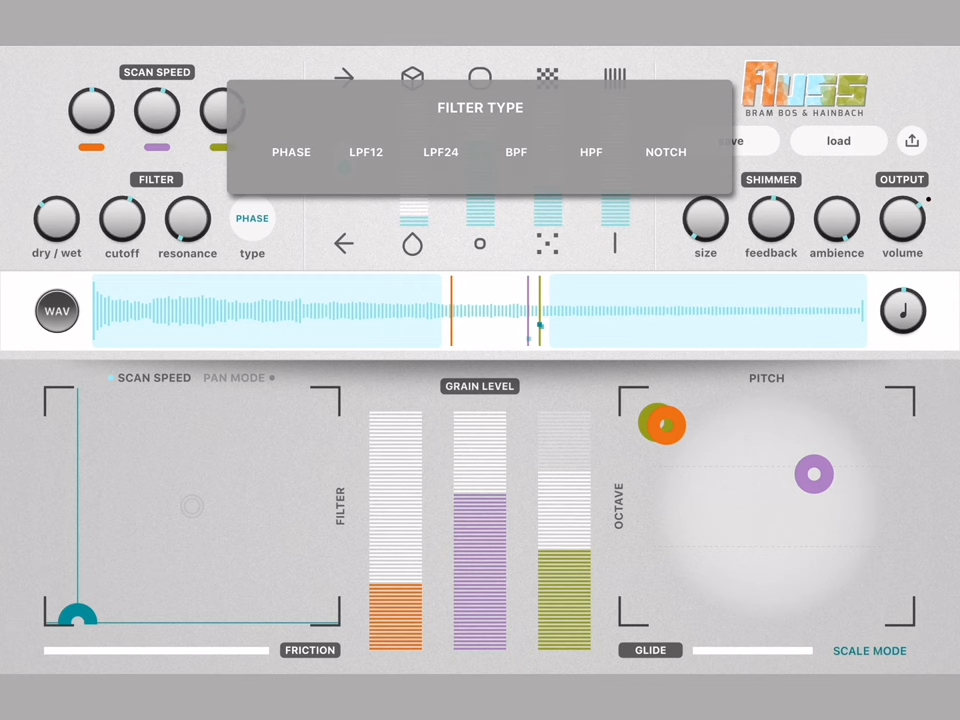 SCAN SPEED
fluss
BRAM BOS & HAINBACH
FILTER TYPE
PHASE LPF12 LPF24 BPF HPF NOTCH
load
FILTER
SHIMMER
OUTPUT
PHASE
dry / wet cutoff resonance type
size feedback ambience volume
WAV
SCAN SPEED PAN MODE
GRAIN LEVEL
PITCH
FILTER
OCTAVE
FRICTION
GLIDE
SCALE MODE